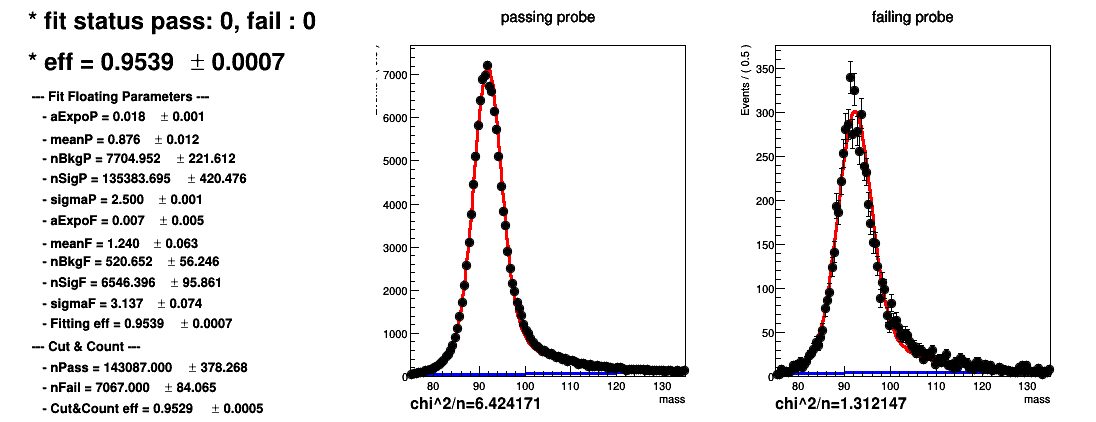 * fit status pass: 0, fail : 0
* eff = 0.9539 ± 0.0007
--- Fit Floating Parameters ---
- aExpoP = 0.018 ± 0.001
- meanP = 0.876 ± 0.012
- nBkgP = 7704.952 ± 221.612
- nSigP = 135383.695 ± 420.476
- sigmaP = 2.500 ± 0.001
- aExpoF = 0.007 ± 0.005
- meanF = 1.240 ± 0.063
- nBkgF = 520.652 ± 56.246
- nSigF = 6546.396 ± 95.861
- sigmaF = 3.137 ± 0.074
- Fitting eff = 0.9539 ± 0.0007
--- Cut & Count ---
- nPass = 143087.000 ± 378.268
- nFail = 7067.000 ± 84.065
- Cut&Count eff = 0.9529 ± 0.0005
passing probe
7000
6000
5000
4000
3000
2000
1000
0
80 90 100 110 120 130
mass
chi^2/n=6.424171
failing probe
Events / ( 0.5 )
350
300
250
200
150
100
50
0
80 90 100 110 120 130
mass
chi^2/n=1.312147